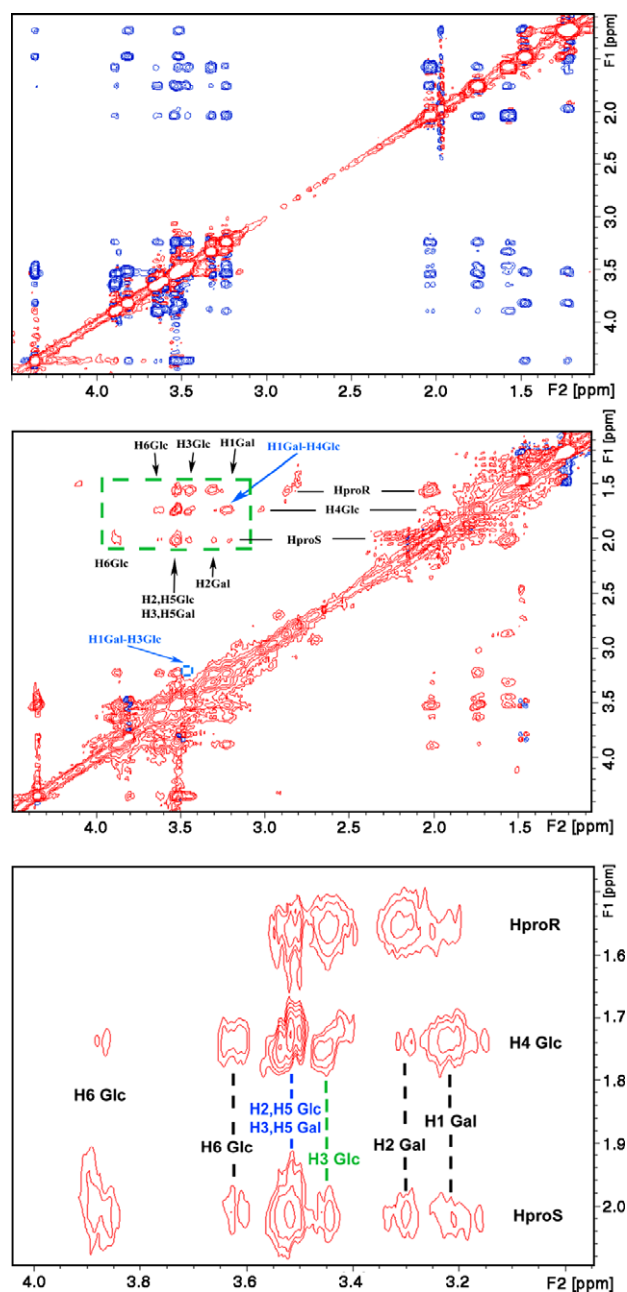 F1 [ppm]
2.0
2.5
3.0
3.5
4.0
4.0 3.5 3.0 2.0 1.5 F2 [ppm]
F1 [ppm]
H6Glc H3Glc H1Gal
H1Gal-H4Glc
HproR
H4Glc
HproS
H6Glc
H2Gal
H2,H5Glc
H3,H5Gal
H1Gal-H3Glc
1.5
2.0
2.5
3.0
3.5
4.0
4.0 3.5 3.0 2.5 2.0 1.5 F2 [ppm]
F1 [ppm]
HproR
1.6
1.7
H4 Glc
1.8
H6 Glc
H2,H5 Glc
H3,H5 Gal
H6 Glc
H3 Glc
H2 Gal
H1 Gal
1.9
HproS
2.0
4.0 3.8 3.6 3.4 3.2 F2 [ppm]